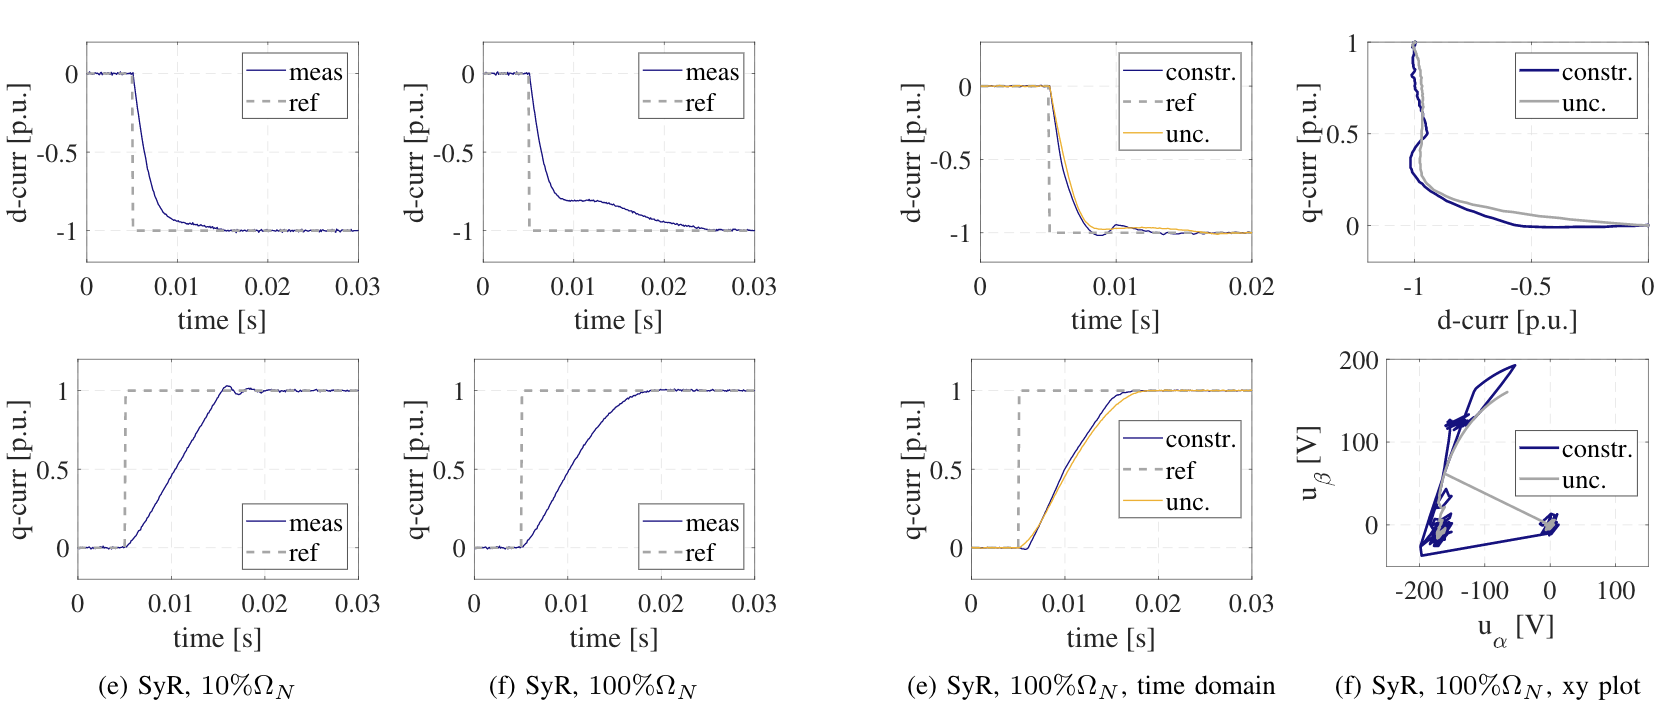 0
-0.5
-1
d-curr [p.u.]
meas
ref
0 0.01 0.02 0.03
time [s]
0
-0.5
-1
d-curr [p.u.]
meas
ref
0 0.01 0.02 0.03
time [s]
0
-0.5
-1
d-curr [p.u.]
constr.
ref
unc.
0 0.01 0.02
time [s]
1
0.5
0
q-curr [p.u.]
constr.
unc.
-1 -0.5 0
d-curr [p.u.]
1
0.5
0
q-curr [p.u.]
meas
ref
0 0.01 0.02 0.03
time [s]
1
0.5
0
q-curr [p.u.]
meas
ref
0 0.01 0.02 0.03
time [s]
1
0.5
0
q-curr [p.u.]
constr.
ref
unc.
0 0.01 0.02 0.03
time [s]
200
100
0
u_β [V]
constr.
unc.
-200 -100 0 100
u_α [V]
(e) SyR, 10%Ω_N
(f) SyR, 100%Ω_N
(e) SyR, 100%Ω_N, time domain
(f) SyR, 100%Ω_N, xy plot